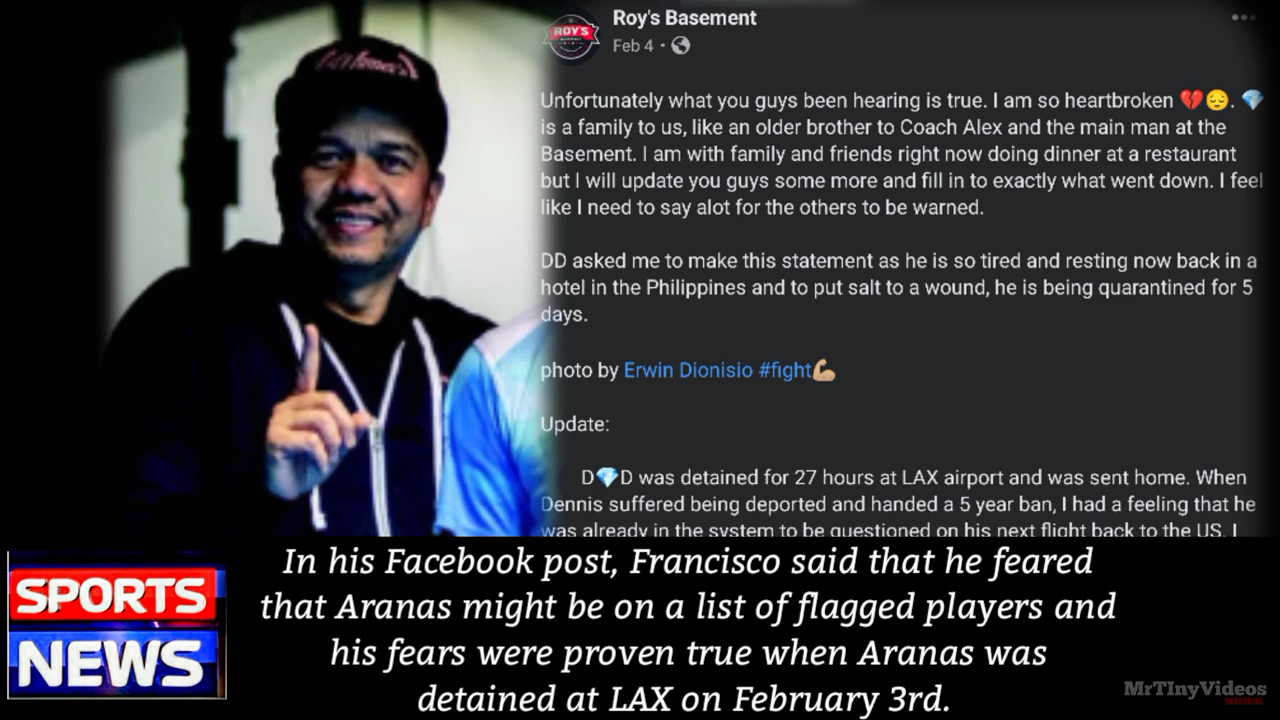 Roy's Basement
ROY'S
Feb 4 •
Unfortunately what you guys been hearing is true. I am so heartbroken 💔😔. 💎
is a family to us, like an older brother to Coach Alex and the main man at the
Basement. I am with family and friends right now doing dinner at a restaurant
but I will update you guys some more and fill in to exactly what went down. I feel
like I need to say alot for the others to be warned.
DD asked me to make this statement as he is so tired and resting now back in a
hotel in the Philippines and to put salt to a wound, he is being quarantined for 5
days.
photo by Erwin Dionisio #fight💪🏼
Update:
D💎D was detained for 27 hours at LAX airport and was sent home. When
Dennis suffered being deported and handed a 5 year ban, I had a feeling that he
was already in the system to be questioned on his next flight back to the US. I
In his Facebook post, Francisco said that he feared
that Aranas might be on a list of flagged players and
his fears were proven true when Aranas was
detained at LAX on February 3rd.
SPORTS
NEWS
MrTInyVideos
SUBSCRIBE